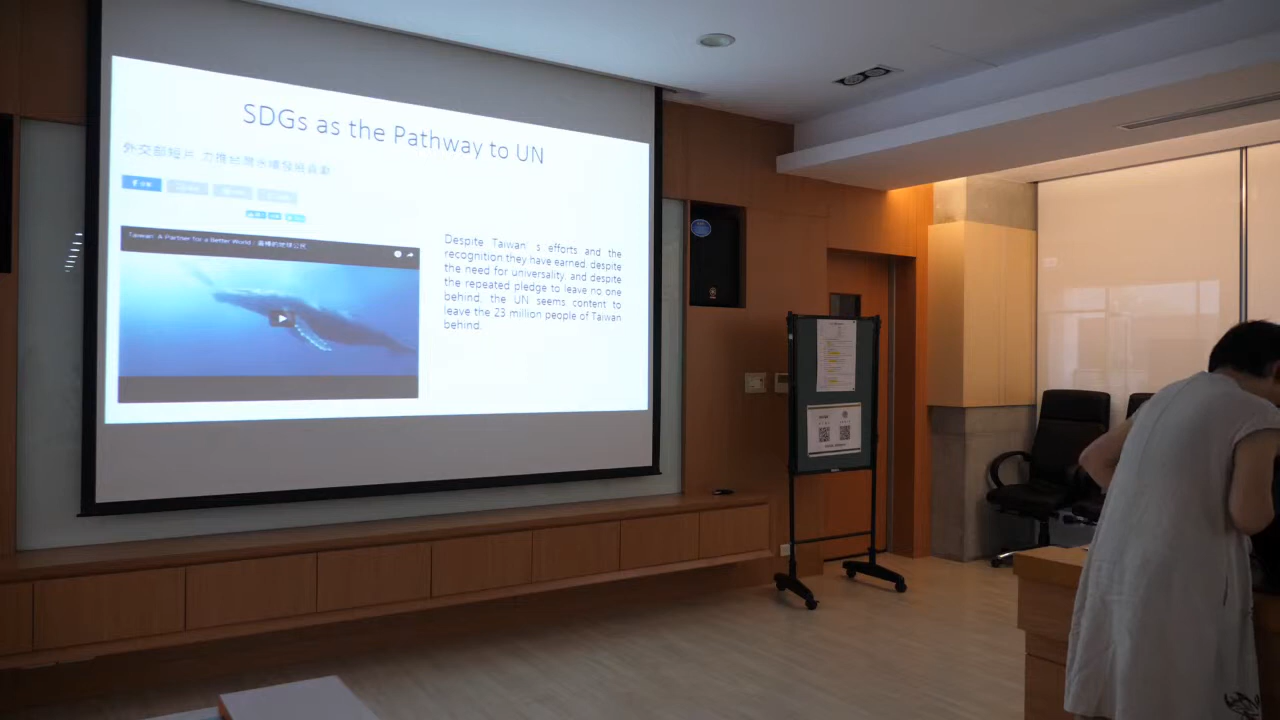 SDGs as the Pathway to UN
外交部短片 力推台灣永續發展貢獻
Taiwan: A Partner for a Better World
Despite Taiwan s efforts and the
recognition they have earned, despite
the need for universality, and despite
the repeated pledge to leave no one
behind, the UN seems content to
leave the 23 million people of Taiwan
behind.